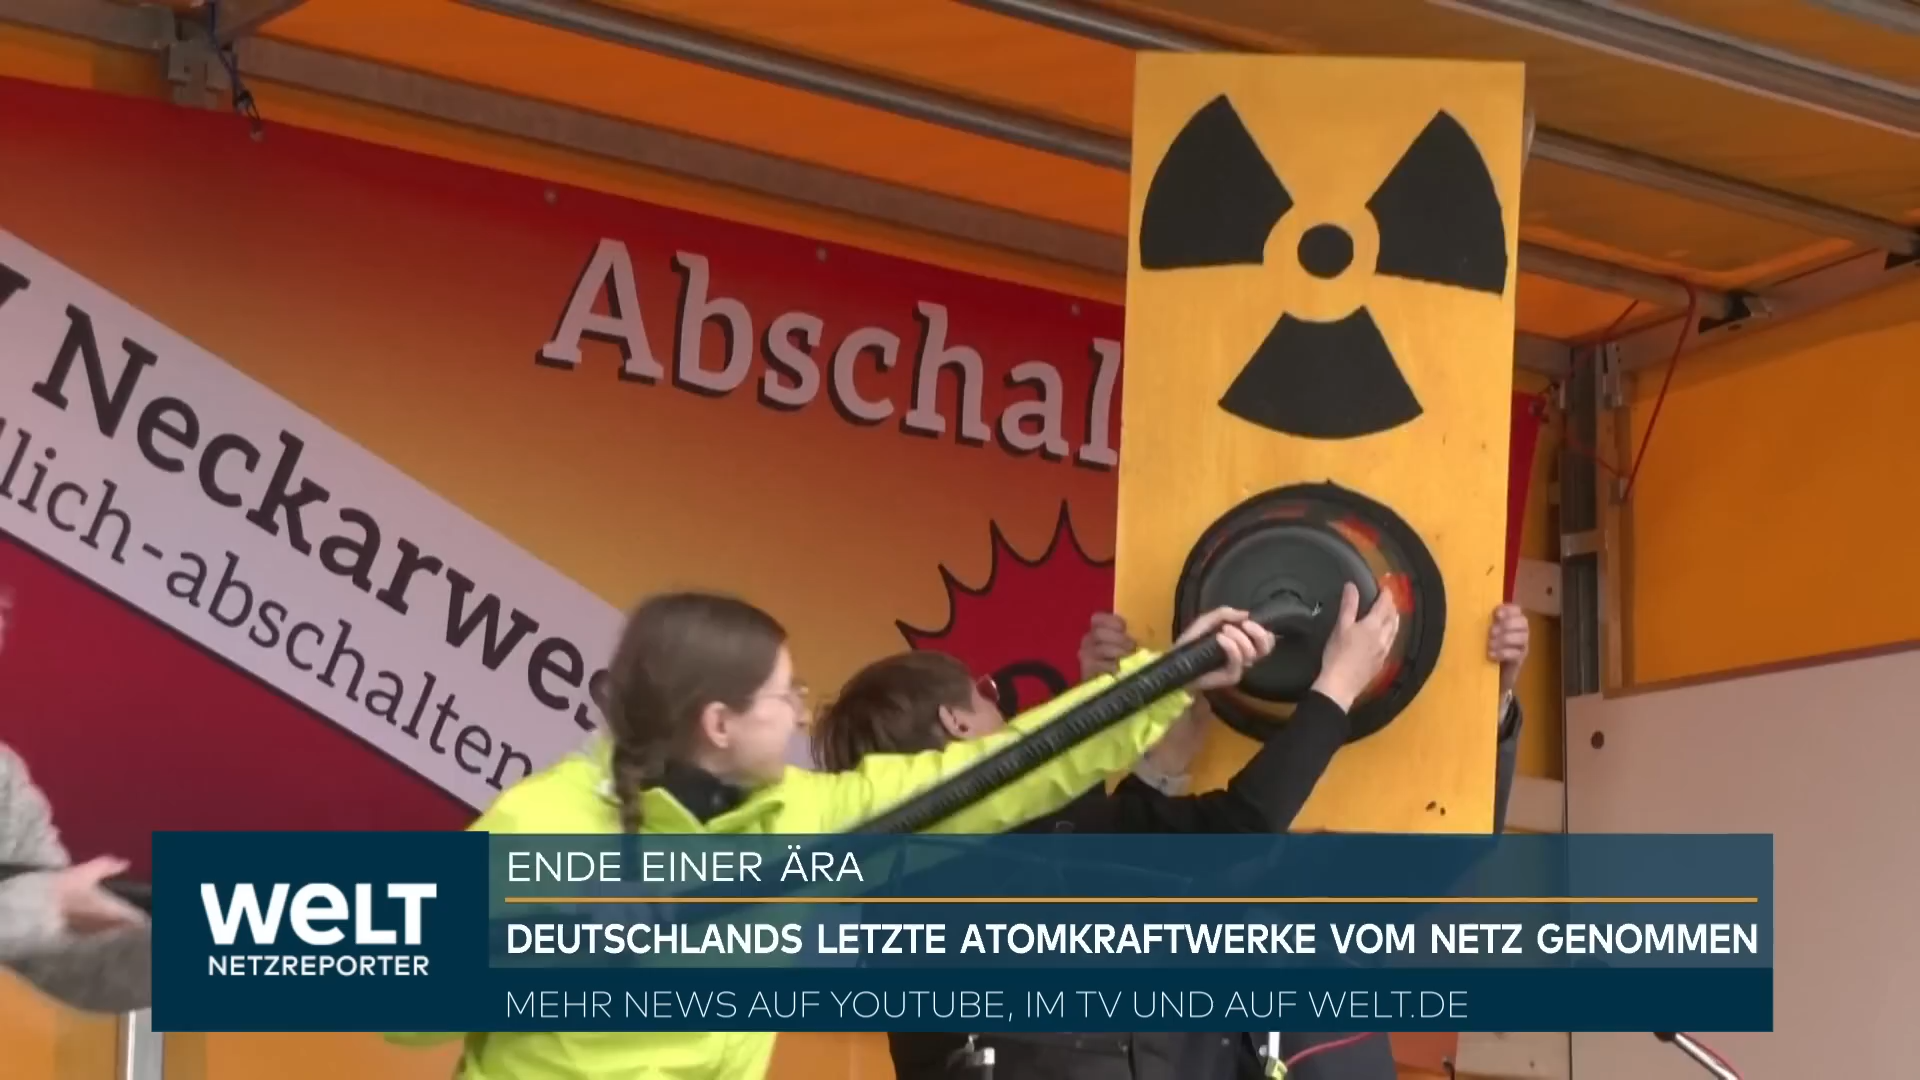 Abschal
Neckarwes
lich-abschalten
WELT
NETZREPORTER
ENDE EINER ÄRA
DEUTSCHLANDS LETZTE ATOMKRAFTWERKE VOM NETZ GENOMMEN
MEHR NEWS AUF YOUTUBE, IM TV UND AUF WELT.DE